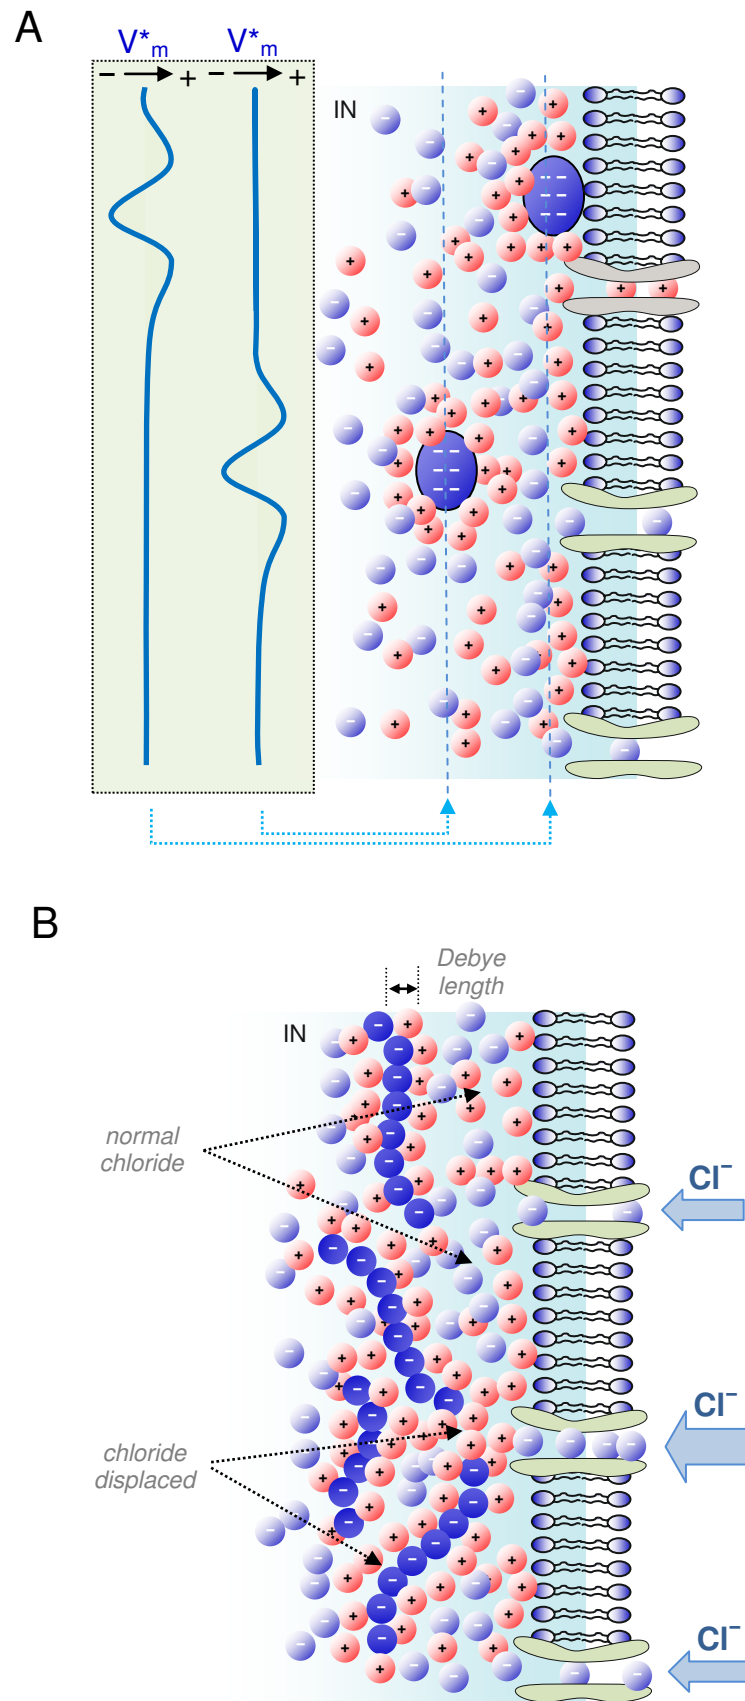 A
V*m V*m
− + − +
IN
B
Debye
length
IN
normal
chloride
Cl−
Cl−
chloride
displaced
Cl−